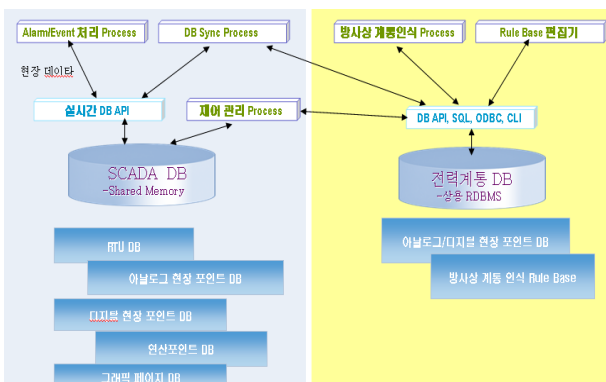 Alarm/Event 처리 Process
DB Sync Process
방사상 계통인식 Process
Rule Base 편집기
현장 데이타
실시간 DB API
제어 관리 Process
DB API, SQL, ODBC, CLI
SCADA DB
-Shared Memory
전력계통 DB
-상용 RDBMS
RTU DB
아날로그 현장 포인트 DB
디지털 현장 포인트 DB
연산포인트 DB
그래픽 페이지 DB
아날로그/디지털 현장 포인트 DB
방사상 계통 인식 Rule Base